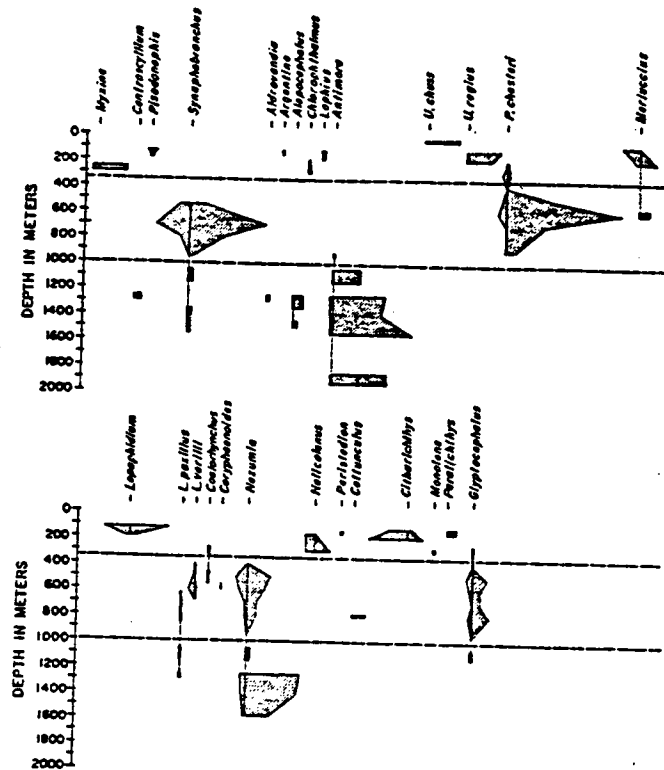 - Myxine
- Centroscyllium
- Pisodonophis
- Synaphobranchus
- Aldrovandia
- Argentina
- Alepocephalus
- Chlorophthalmus
- Lophius
- Antimora
- U. chuss
- U. regius
- P. chesteri
- Merluccius
DEPTH IN METERS
0
200
400
600
800
1000
1200
1400
1600
1800
2000
- Lepophidium
- L. paxillus
- L. verrilli
- Coelorhynchus
- Coryphaenoides
- Nezumia
- Helicolenus
- Peristedion
- Cottunculus
- Citharichthys
- Monolene
- Paralichthys
- Glyptocephalus
DEPTH IN METERS
0
200
400
600
800
1000
1200
1400
1600
1800
2000